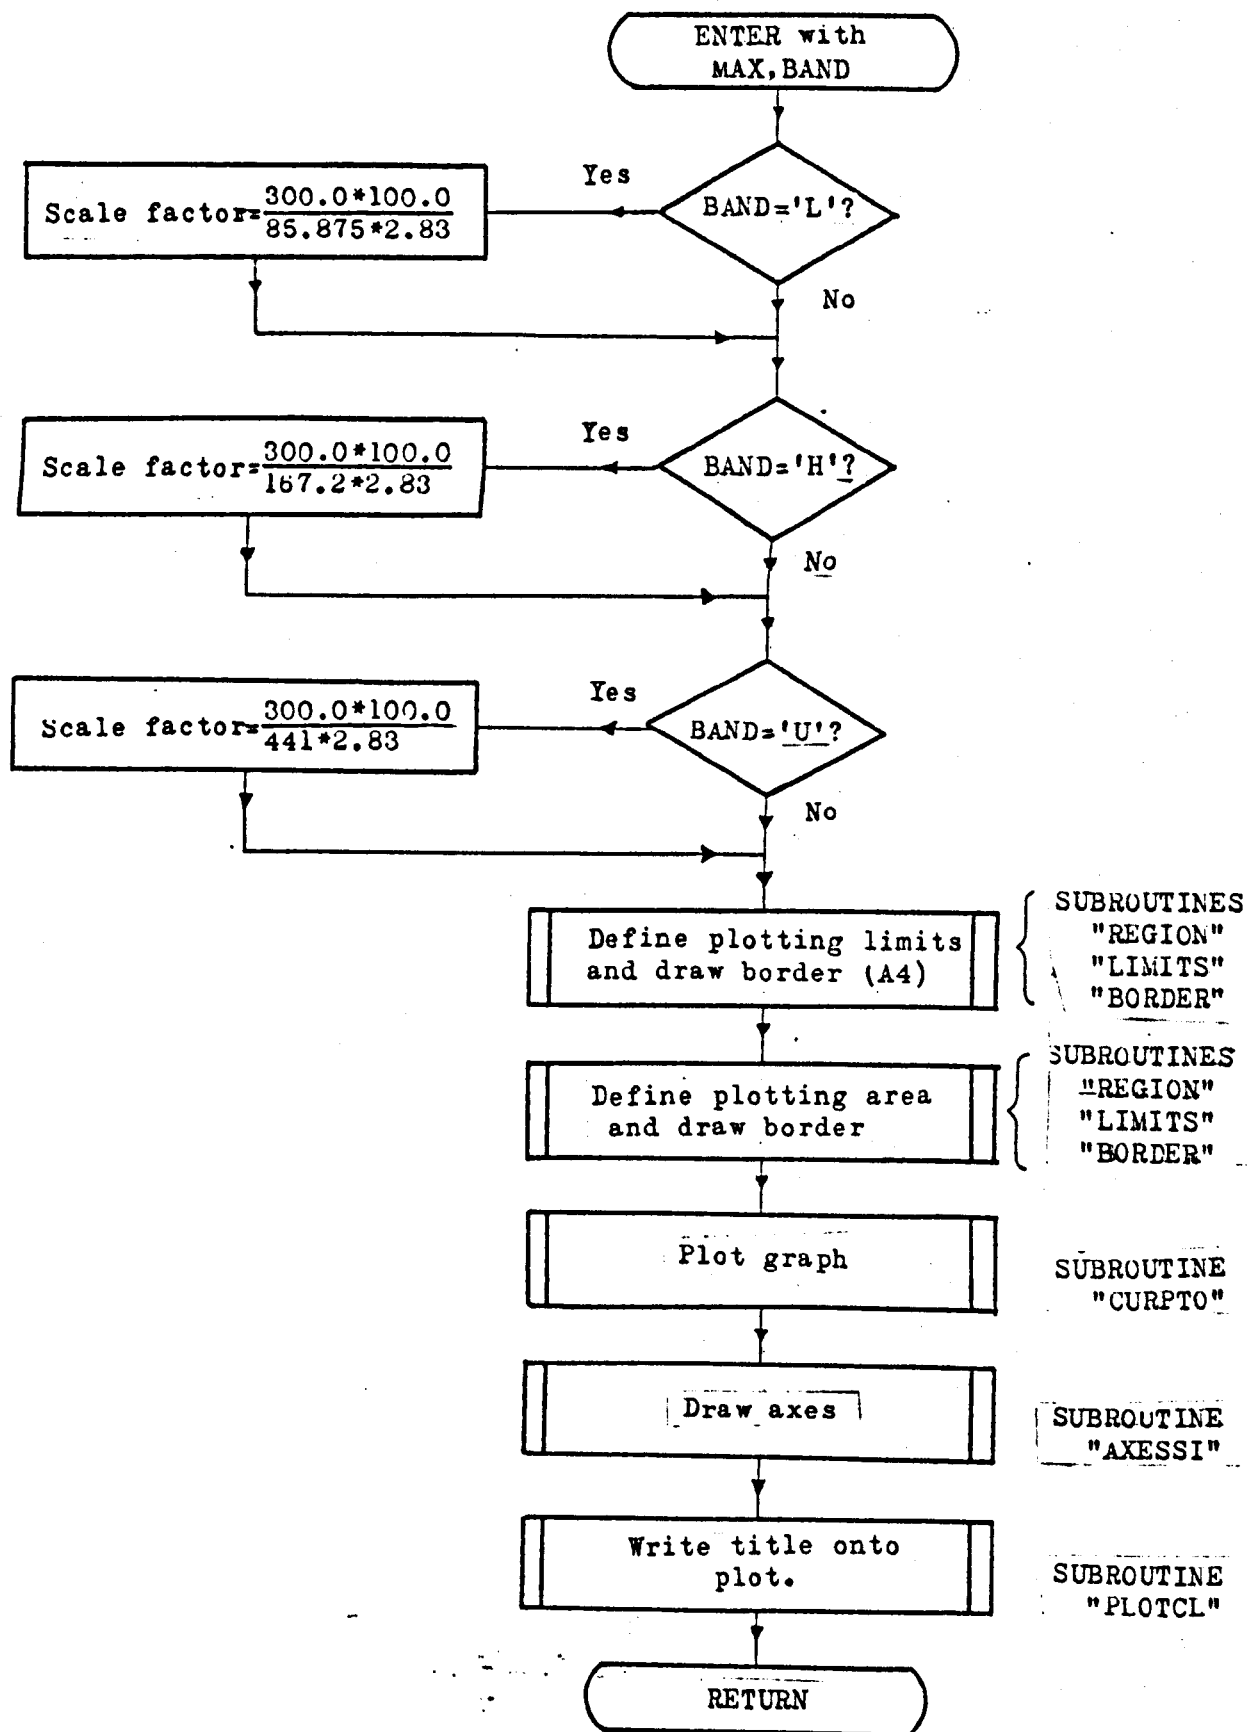 ENTER with
MAX,BAND
BAND='L'?
Yes
Scale factor=300.0*100.0
85.875*2.83
No
BAND='H'?
Yes
Scale factor=300.0*100.0
167.2*2.83
No
BAND='U'?
Yes
Scale factor=300.0*100.0
441*2.83
No
Define plotting limits
and draw border (A4)
SUBROUTINES
"REGION"
"LIMITS"
"BORDER"
Define plotting area
and draw border
SUBROUTINES
"REGION"
"LIMITS"
"BORDER"
Plot graph
SUBROUTINE
"CURPTO"
Draw axes
SUBROUTINE
"AXESSI"
Write title onto
plot.
SUBROUTINE
"PLOTCL"
RETURN